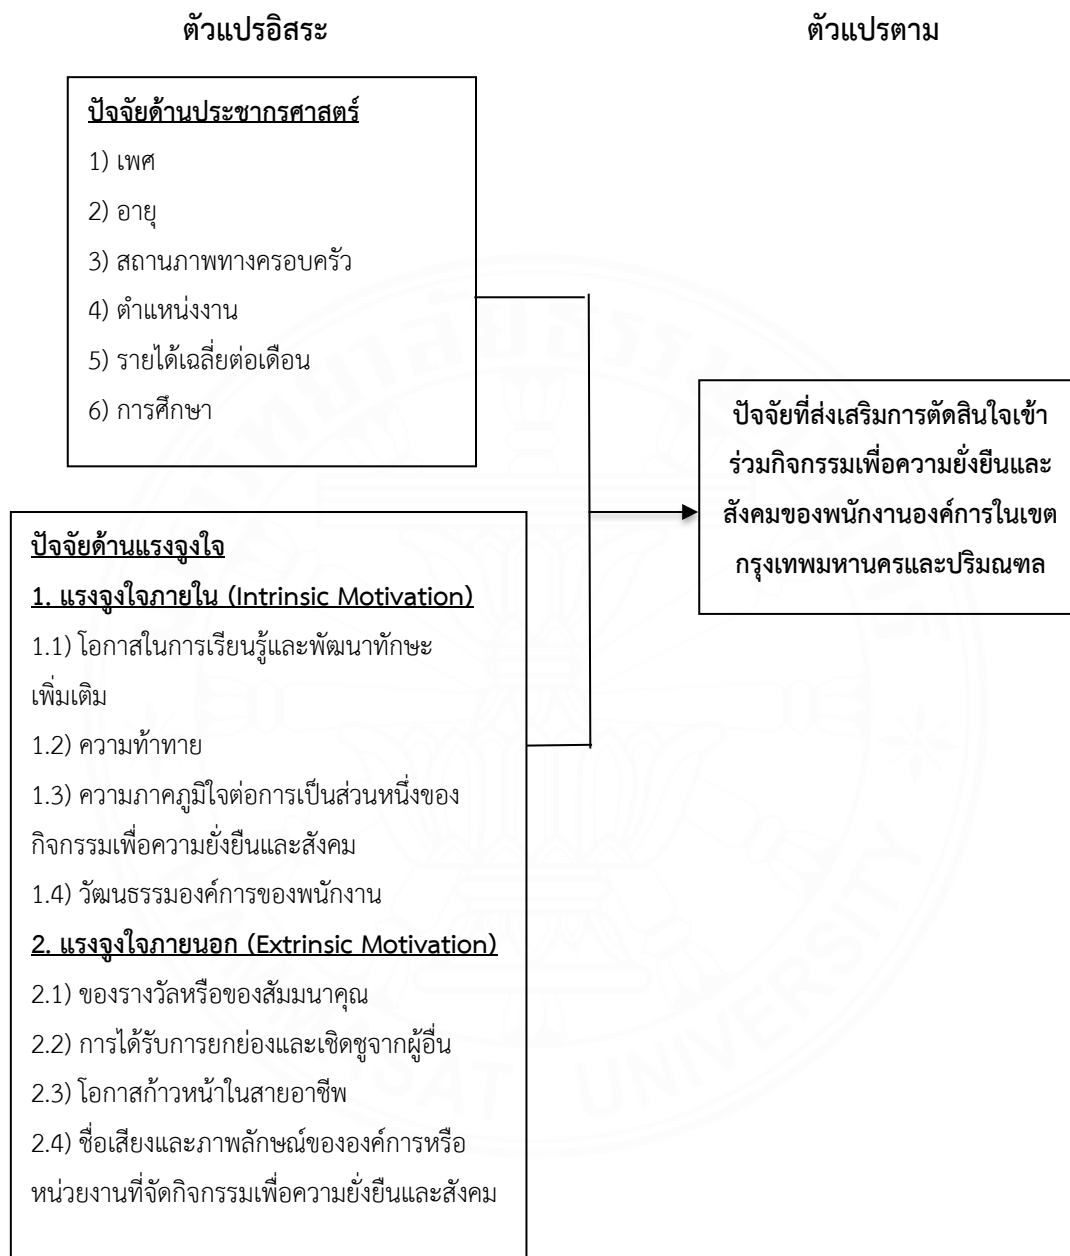 ตัวแปรอิสระ
ตัวแปรตาม
ปัจจัยด้านประชากรศาสตร์
1) เพศ
2) อายุ
3) สถานภาพทางครอบครัว
4) ตำแหน่งงาน
5) รายได้เฉลี่ยต่อเดือน
6) การศึกษา
ปัจจัยด้านแรงจูงใจ
1. แรงจูงใจภายใน (Intrinsic Motivation)
1.1) โอกาสในการเรียนรู้และพัฒนาทักษะ
เพิ่มเติม
1.2) ความท้าทาย
1.3) ความภาคภูมิใจต่อการเป็นส่วนหนึ่งของ
กิจกรรมเพื่อความยั่งยืนและสังคม
1.4) วัฒนธรรมองค์การของพนักงาน
2. แรงจูงใจภายนอก (Extrinsic Motivation)
2.1) ของรางวัลหรือของสัมมนาคุณ
2.2) การได้รับการยกย่องและเชิดชูจากผู้อื่น
2.3) โอกาสก้าวหน้าในสายอาชีพ
2.4) ชื่อเสียงและภาพลักษณ์ขององค์การหรือ
หน่วยงานที่จัดกิจกรรมเพื่อความยั่งยืนและสังคม
ปัจจัยที่ส่งเสริมการตัดสินใจเข้า
ร่วมกิจกรรมเพื่อความยั่งยืนและ
สังคมของพนักงานองค์การในเขต
กรุงเทพมหานครและปริมณฑล